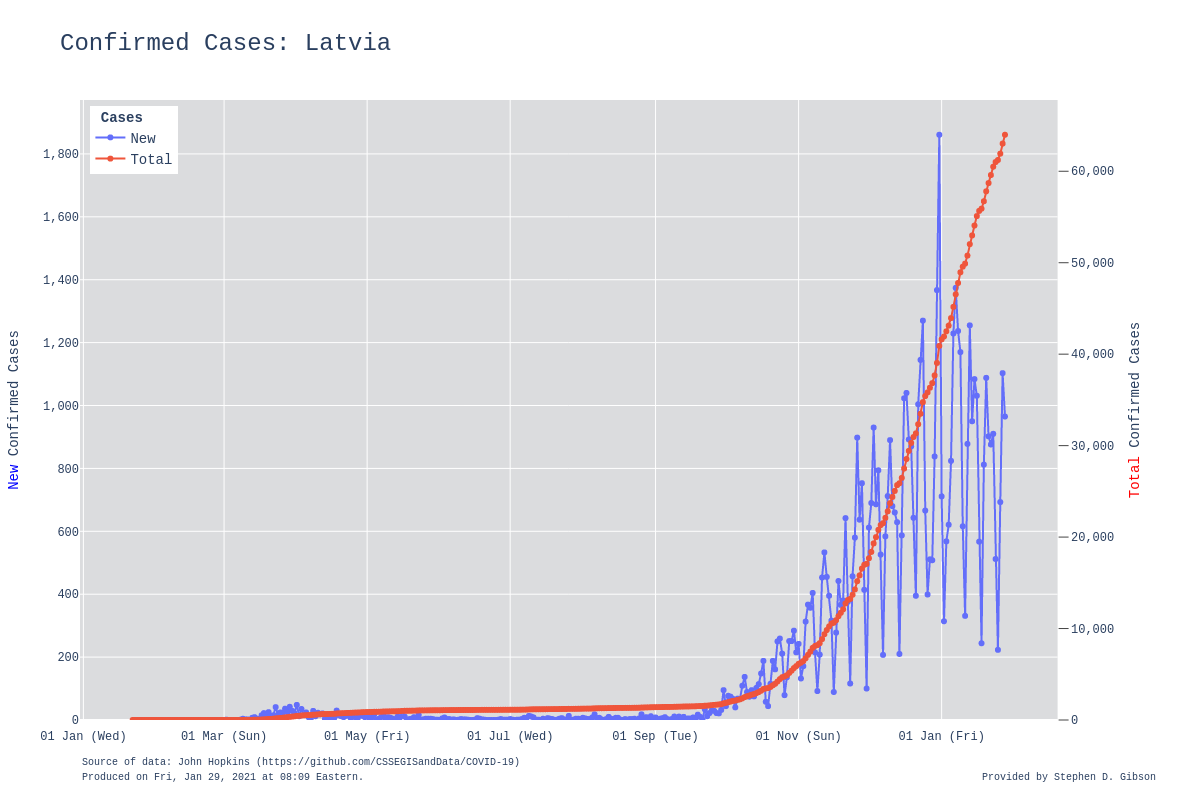 Confirmed Cases: Latvia
Cases
New
Total
1,800
1,600
1,400
1,200
1,000
800
600
400
200
0
60,000
50,000
40,000
30,000
20,000
10,000
0
New Confirmed Cases
Total Confirmed Cases
01 Jan (Wed)
01 Mar (Sun)
01 May (Fri)
01 Jul (Wed)
01 Sep (Tue)
01 Nov (Sun)
01 Jan (Fri)
Source of data: John Hopkins (https://github.com/CSSEGISandData/COVID-19)
Produced on Fri, Jan 29, 2021 at 08:09 Eastern.
Provided by Stephen D. Gibson